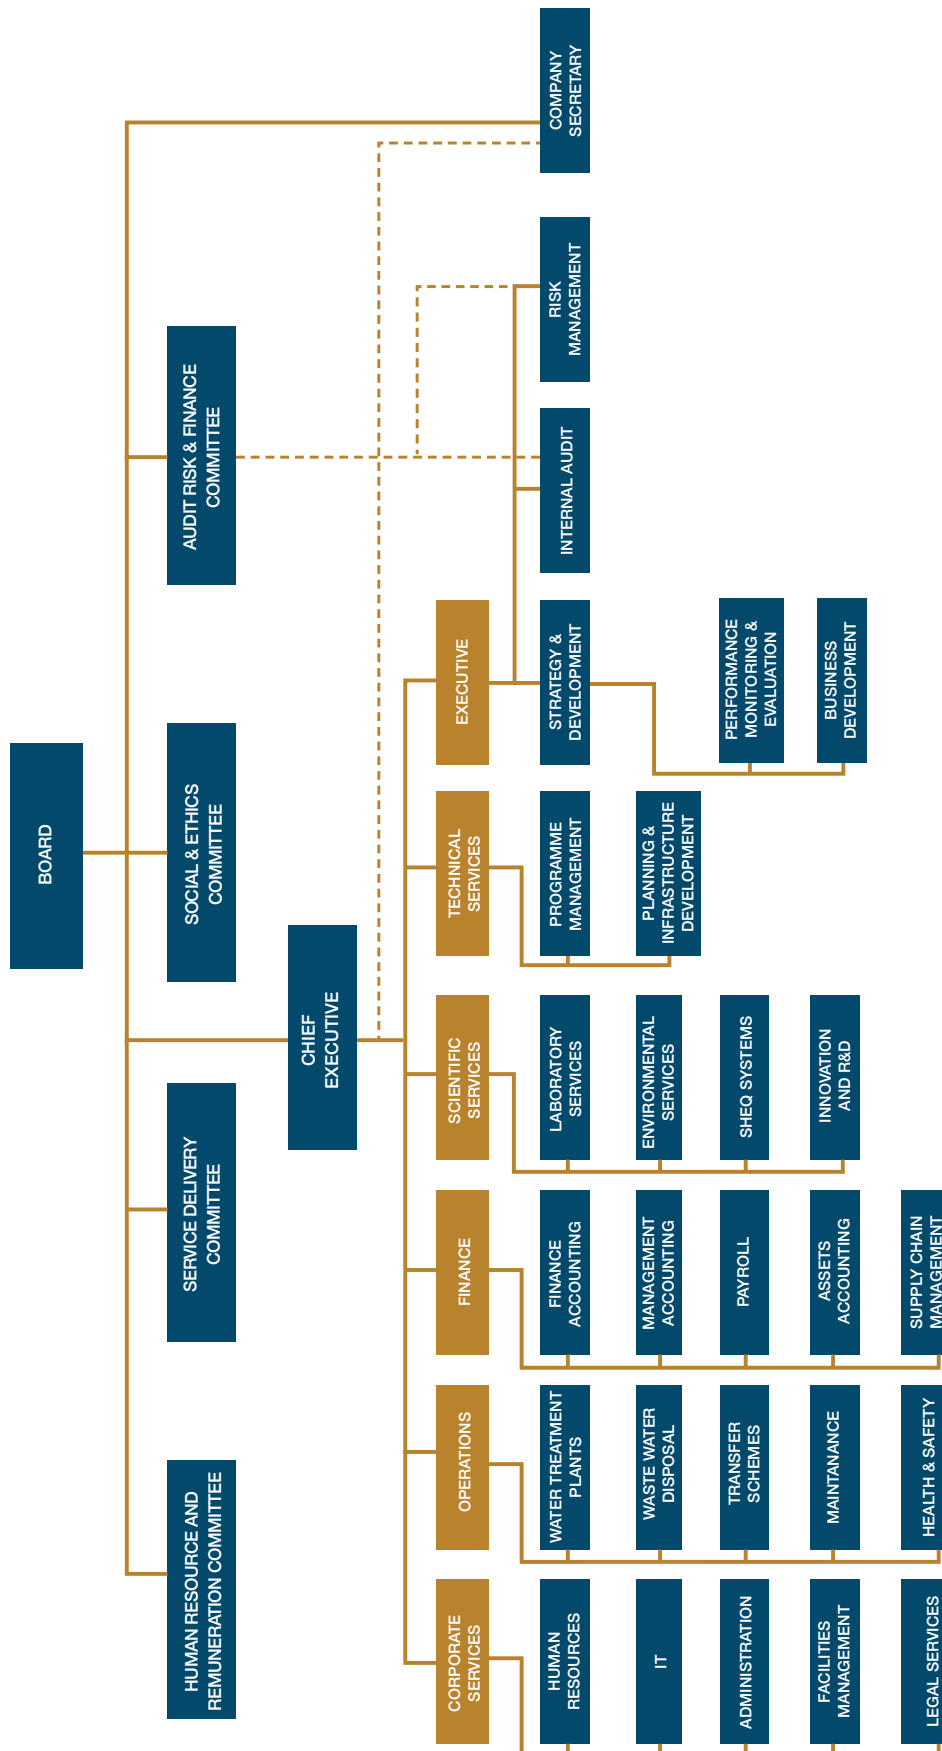 BOARD
HUMAN RESOURCE AND
REMUNERATION COMMITTEE
SERVICE DELIVERY
COMMITTEE
SOCIAL & ETHICS
COMMITTEE
AUDIT RISK & FINANCE
COMMITTEE
CHIEF
EXECUTIVE
CORPORATE
SERVICES
OPERATIONS
FINANCE
SCIENTIFIC
SERVICES
TECHNICAL
SERVICES
EXECUTIVE
HUMAN
RESOURCES
IT
ADMINISTRATION
FACILITIES
MANAGEMENT
LEGAL SERVICES
WATER TREATMENT
PLANTS
WASTE WATER
DISPOSAL
TRANSFER
SCHEMES
MAINTANANCE
HEALTH & SAFETY
FINANCE
ACCOUNTING
MANAGEMENT
ACCOUNTING
PAYROLL
ASSETS
ACCOUNTING
SUPPLY CHAIN
MANAGEMENT
LABORATORY
SERVICES
ENVIRONMENTAL
SERVICES
SHEQ SYSTEMS
INNOVATION
AND R&D
PROGRAMME
MANAGEMENT
PLANNING &
INFRASTRUCTURE
DEVELOPMENT
STRATEGY &
DEVELOPMENT
PERFORMANCE
MONITORING &
EVALUATION
BUSINESS
DEVELOPMENT
INTERNAL AUDIT
RISK
MANAGEMENT
COMPANY
SECRETARY